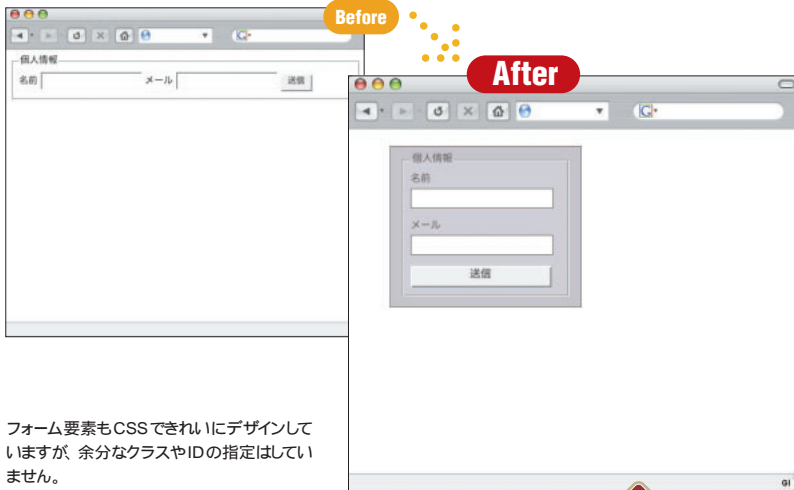 Before
個人情報
名前 メール 送信
After
個人情報
名前
メール
送信
フォーム要素もCSSできれいにデザインして
いますが、余分なクラスやIDの指定はしてい
ません。
GI